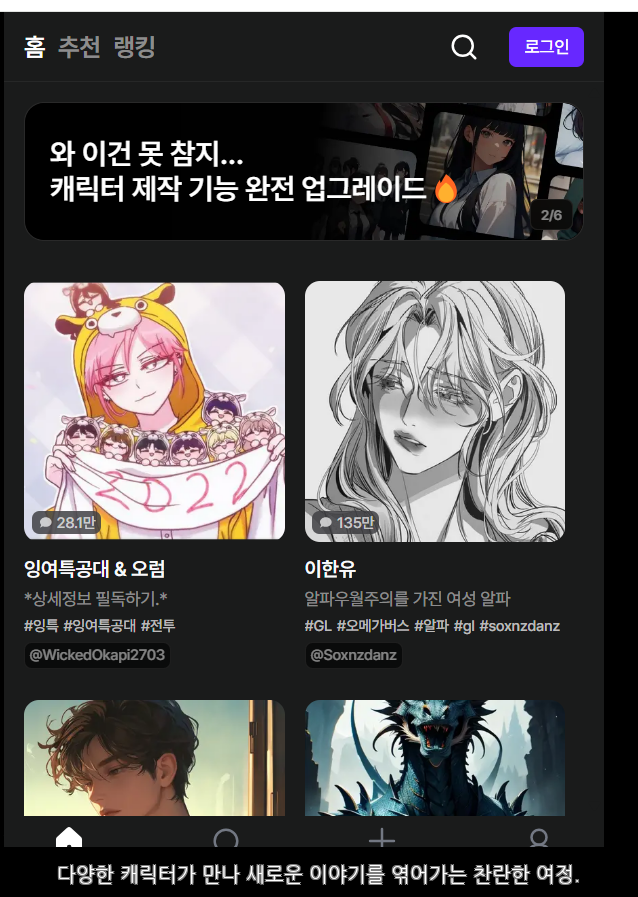 홈 추천 랭킹
로그인
와 이건 못 참지...
캐릭터 제작 기능 완전 업그레이드🔥
2/6
2022
28.1만
135만
잉여특공대 & 오럼
*상세정보 필독하기.*
#잉특 #잉여특공대 #전투
@WickedOkapi2703
이한유
알파우월주의를 가진 여성 알파
#GL #오메가버스 #알파 #gl #soxnzdanz
@Soxnzdanz
다양한 캐릭터가 만나 새로운 이야기를 엮어가는 찬란한 여정.